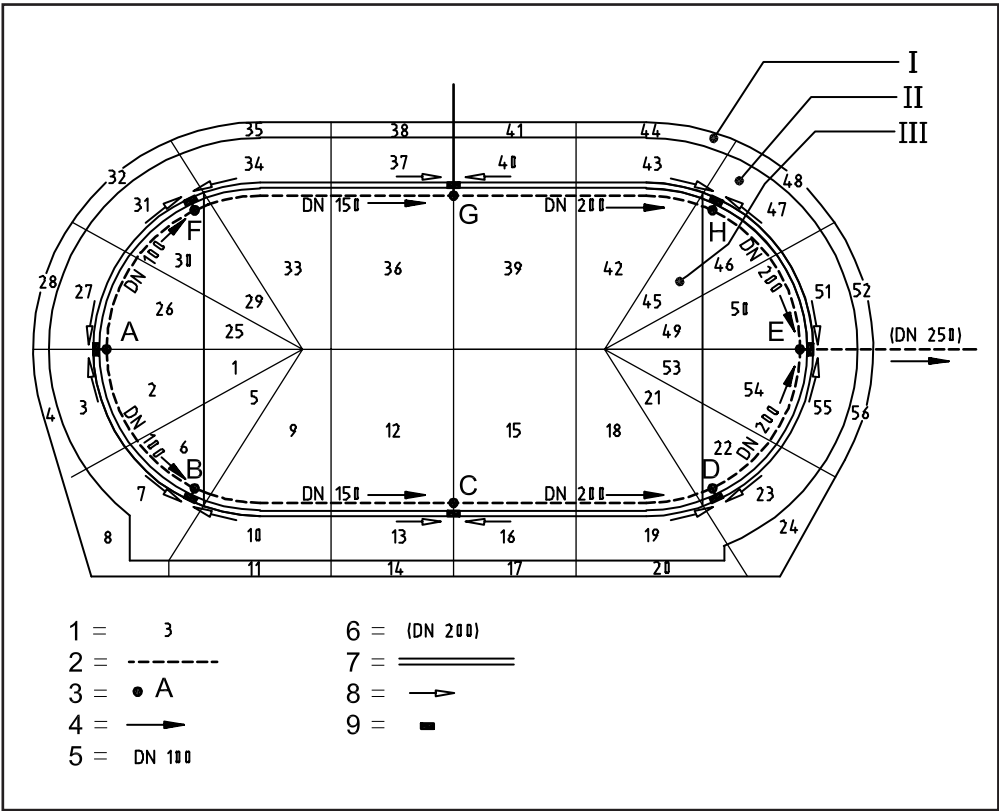 I
II
III
35 38 41 44
32 34 37 40 43 48
31 47
DN 150 G DN 200
F H
DN 100 30 46 DN 200
28 27 33 36 39 42 51 52
26 29 45 50
A 25 49 E (DN 250)
1 53
2 5 21 54
4 3 9 12 15 18 55 56
DN 100 6 22 DN 200
B C D
7 DN 150 DN 200 23
8 10 13 16 19 24
11 14 17 20
1 = 3
2 =
3 = A
4 =
5 = DN 100
6 = (DN 200)
7 =
8 =
9 =